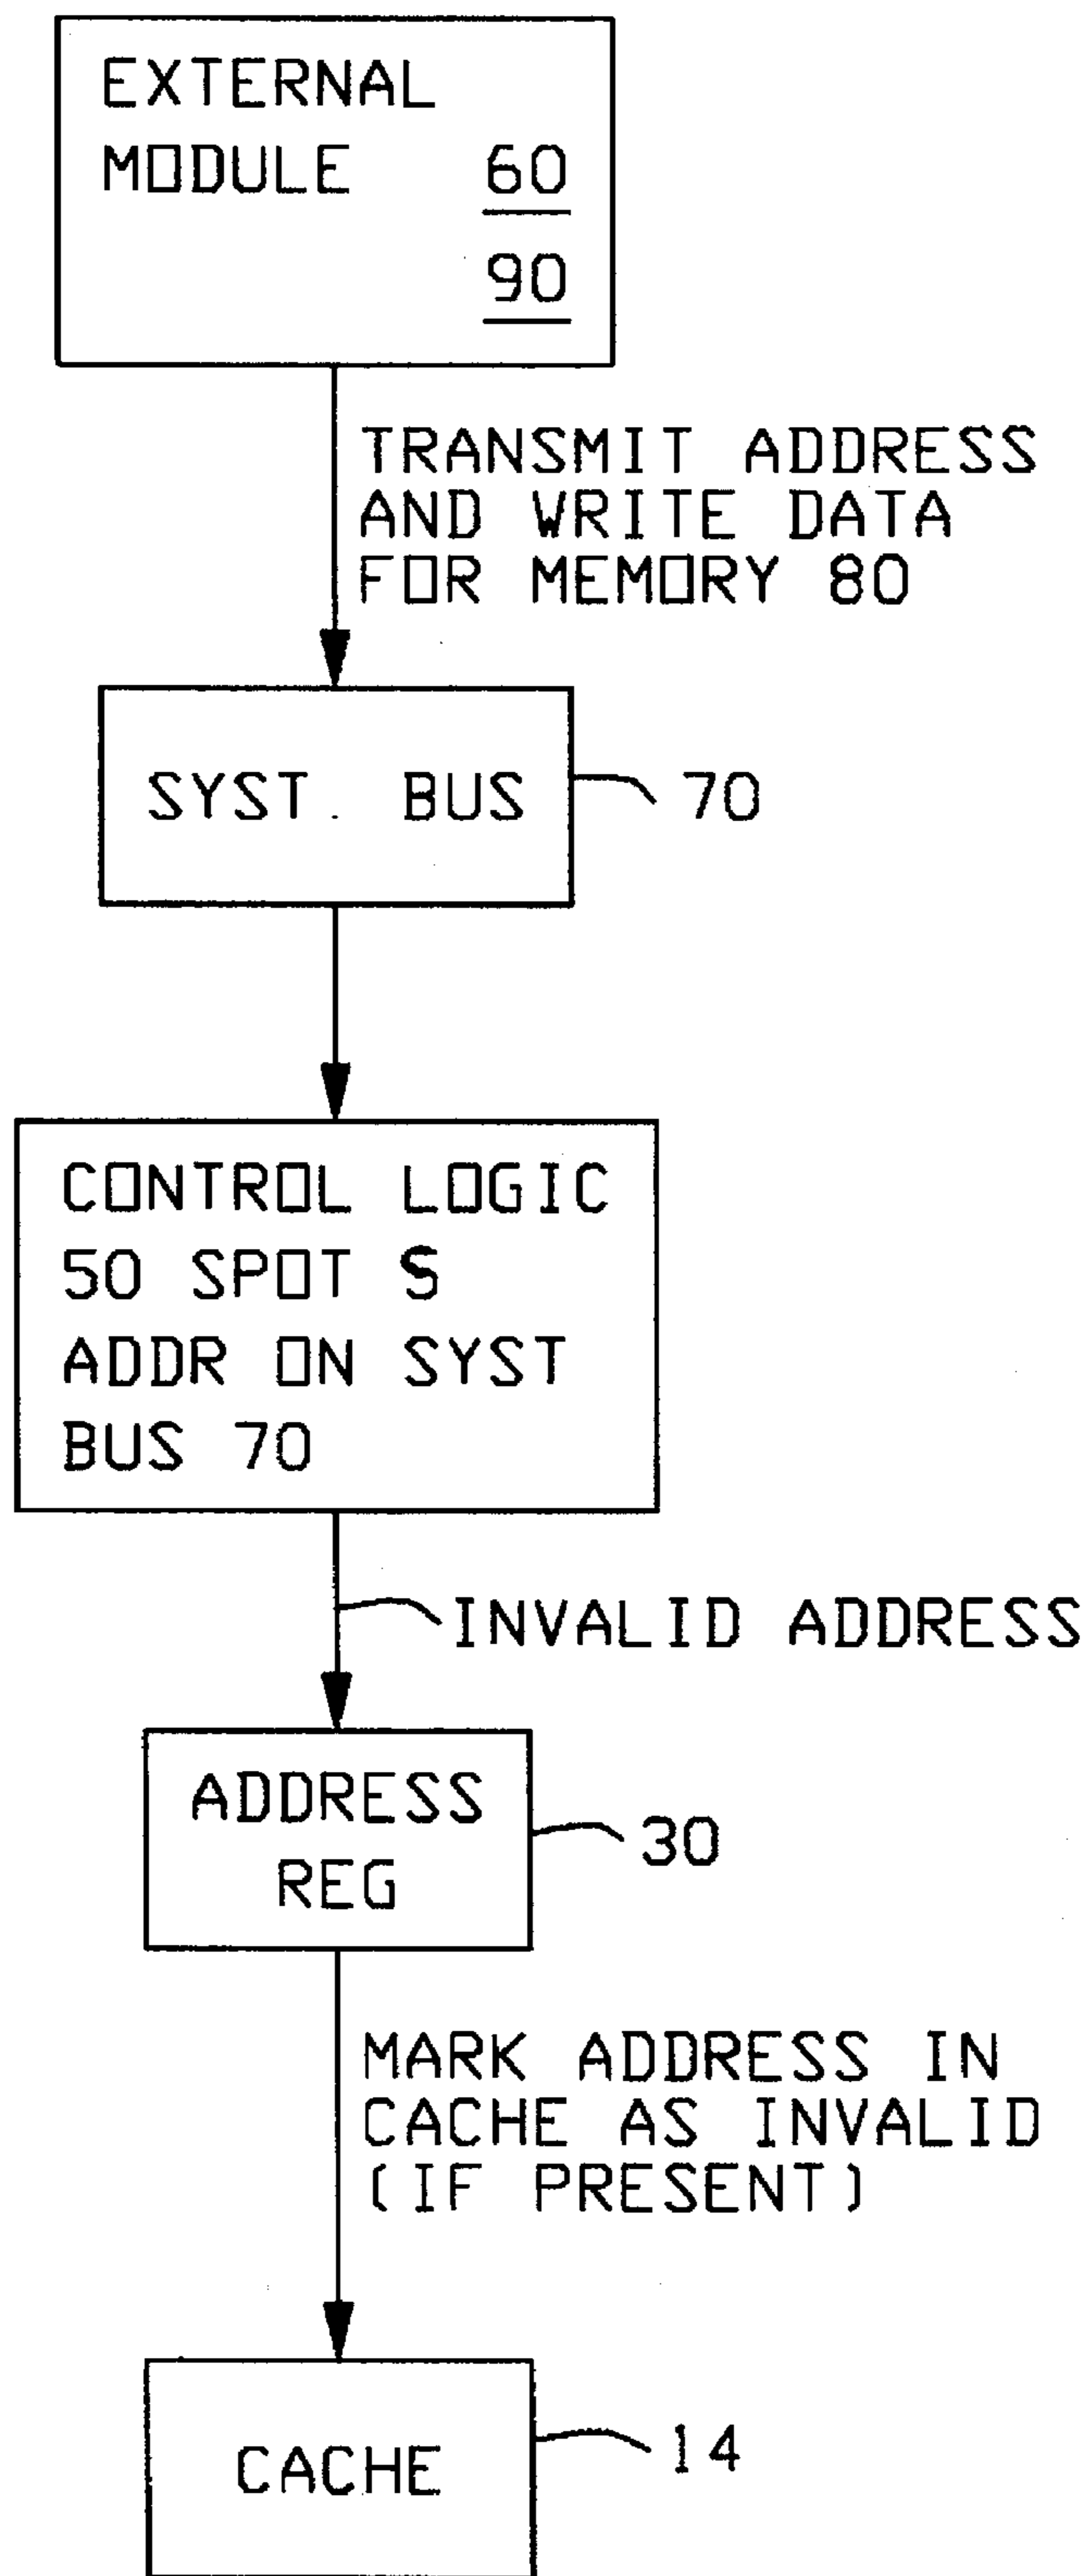 EXTERNAL
MODULE 60
90
TRANSMIT ADDRESS
AND WRITE DATA
FOR MEMORY 80
SYST. BUS
70
CONTROL LOGIC
50 SPOT S
ADDR ON SYST
BUS 70
INVALID ADDRESS
ADDRESS
REG
30
MARK ADDRESS IN
CACHE AS INVALID
(IF PRESENT)
CACHE
14